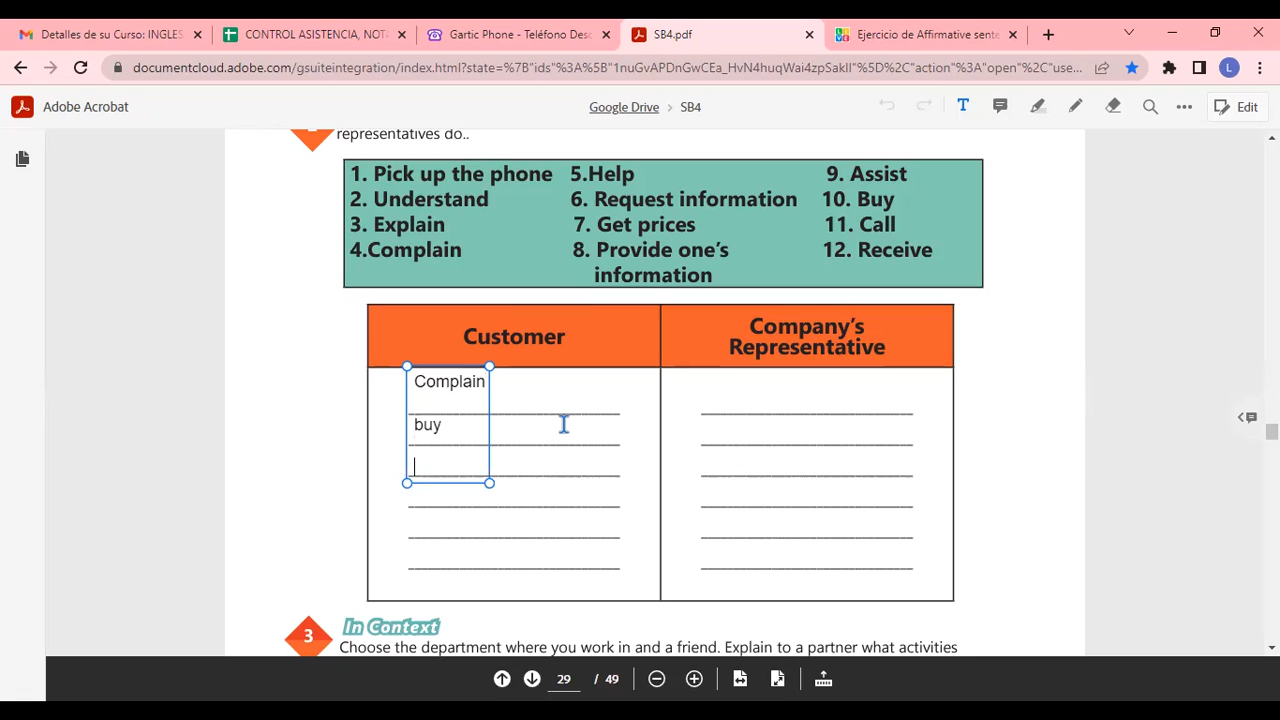 Detalles de su Curso: INGLES
CONTROL ASISTENCIA, NOTA
Gartic Phone - Teléfono Desc
SB4.pdf
Ejercicio de Affirmative sente
documentcloud.adobe.com/gsuiteintegration/index.html?state=%7B"ids"%3A%5B"1nuGvAPDnGwCEa_HvN4huqWai4zpSakIl"%5D%2C"action"%3A"open"%2C"use...
L
Adobe Acrobat
Google Drive
SB4
T
Edit
representatives do..
1. Pick up the phone
2. Understand
3. Explain
4.Complain
5.Help
6. Request information
7. Get prices
8. Provide one's
information
9. Assist
10. Buy
11. Call
12. Receive
Customer
Company's
Representative
Complain
buy
3
In Context
Choose the department where you work in and a friend. Explain to a partner what activities
29 / 49